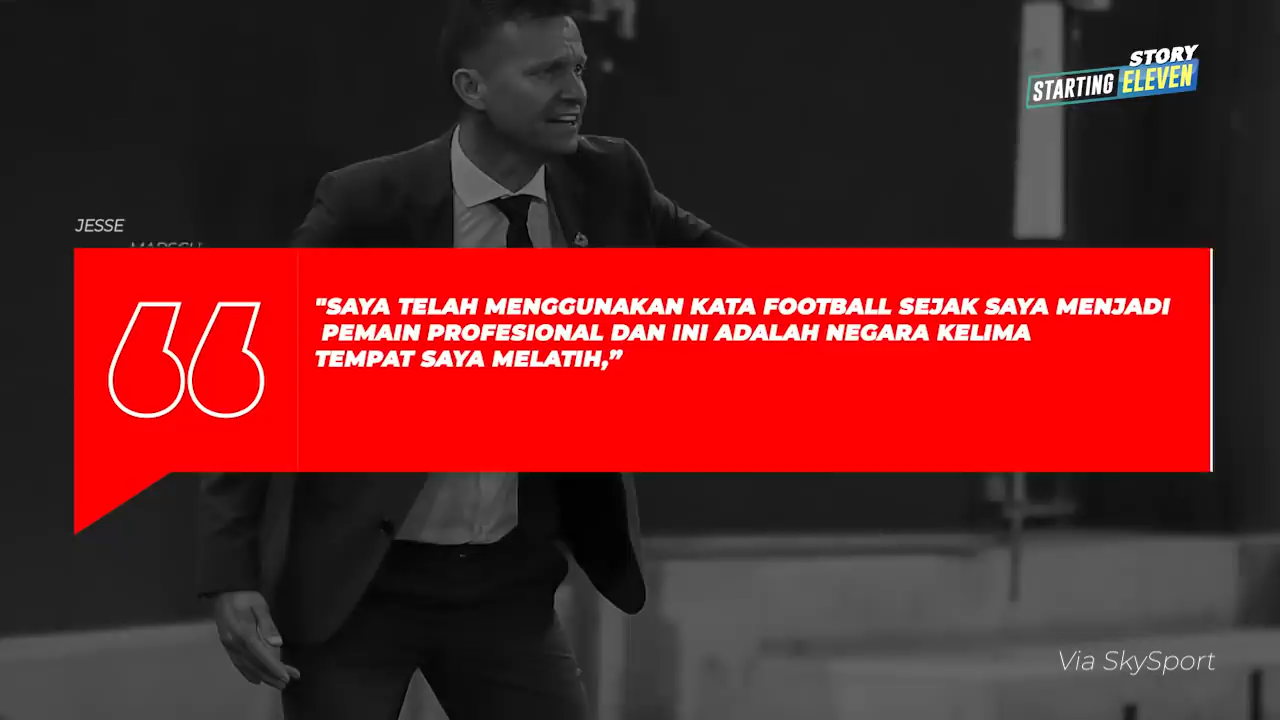 STORY
STARTING ELEVEN
JESSE
"SAYA TELAH MENGGUNAKAN KATA FOOTBALL SEJAK SAYA MENJADI
PEMAIN PROFESIONAL DAN INI ADALAH NEGARA KELIMA
TEMPAT SAYA MELATIH,”
Via SkySport